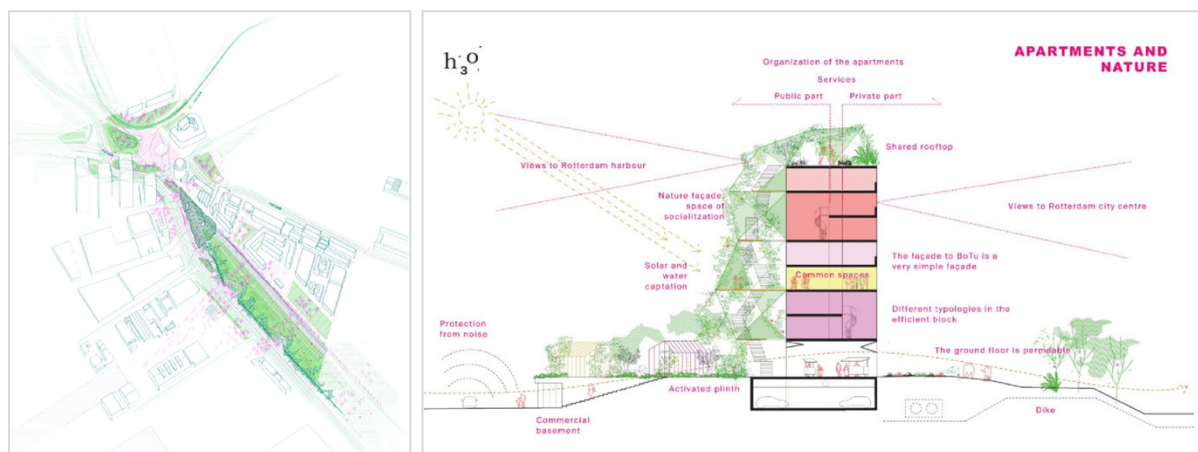 h3o
APARTMENTS AND
NATURE
Organization of the apartments
Services
Public part
Private part
Shared rooftop
Views to Rotterdam harbour
Nature façade,
space of
socialitzation
Views to Rotterdam city centre
Solar and
water
captation
The façade to BoTu is a
very simple façade
Common spaces
Different typologies in the
efficient block
Protection
from noise
The ground floor is permeable
Activated plinth
Commercial
basement
Dike